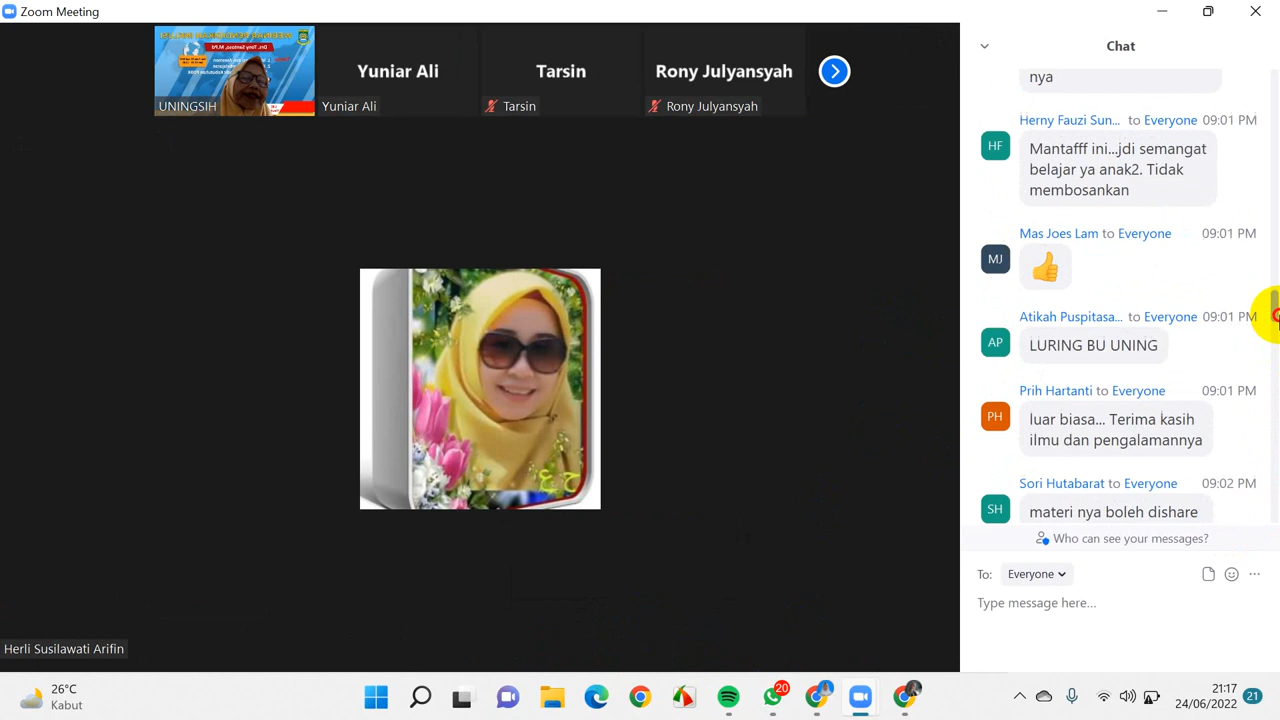 Zoom Meeting
Drs. Tony Santosa, M.Pd
UNINGSIH
Yuniar Ali
Yuniar Ali
Tarsin
Tarsin
Rony Julyansyah
Rony Julyansyah
Herli Susilawati Arifin
Chat
nya
Herny Fauzi Sun... to Everyone 09:01 PM
HF
Mantafff ini...jdi semangat
belajar ya anak2. Tidak
membosankan
Mas Joes Lam to Everyone 09:01 PM
MJ
Atikah Puspitasa... to Everyone 09:01 PM
AP
LURING BU UNING
Prih Hartanti to Everyone 09:01 PM
PH
luar biasa... Terima kasih
ilmu dan pengalamannya
Sori Hutabarat to Everyone 09:02 PM
SH
materi nya boleh dishare
Who can see your messages?
To: Everyone
Type message here...
26°C
Kabut
20
21:17
24/06/2022
21